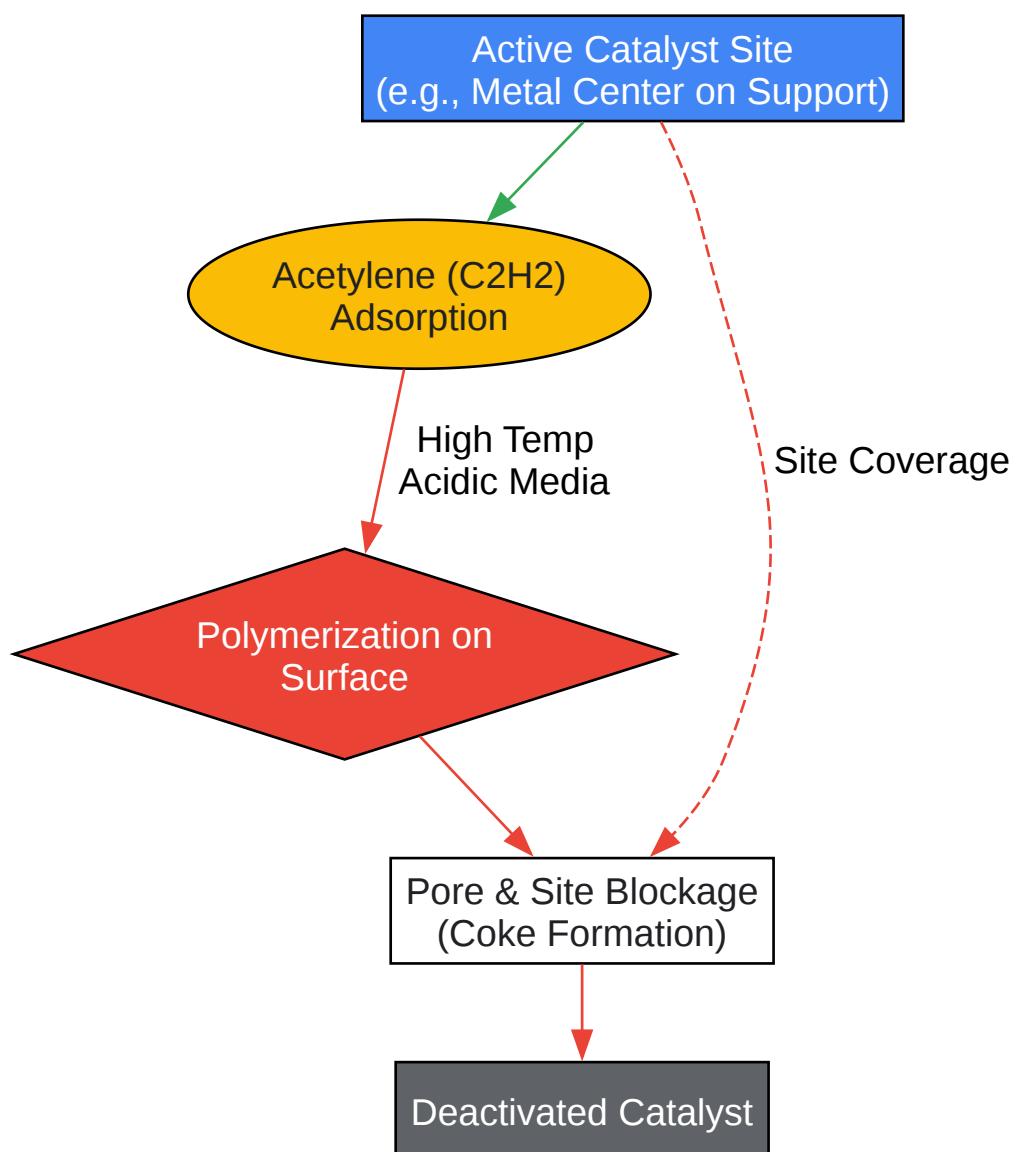 Active Catalyst Site
(e.g., Metal Center on Support)
Acetylene (C2H2)
Adsorption
High Temp
Acidic Media
Site Coverage
Polymerization on
Surface
Pore & Site Blockage
(Coke Formation)
Deactivated Catalyst